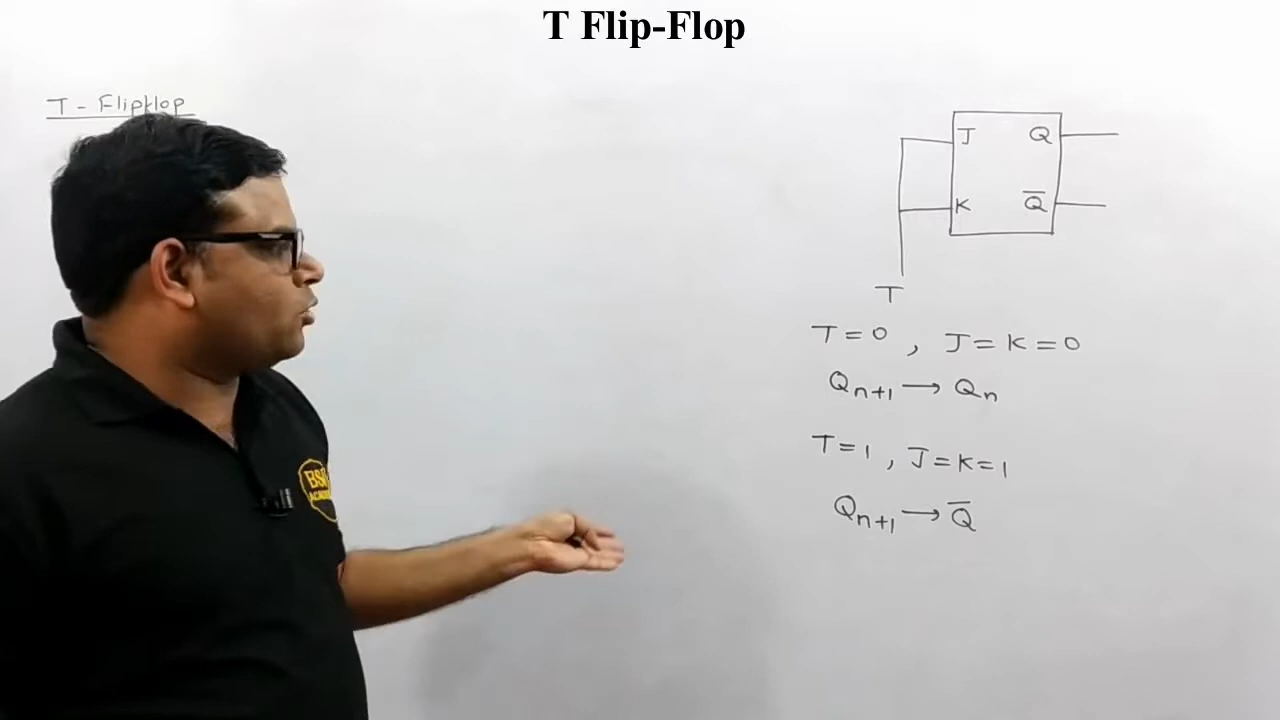 T Flip-Flop
T - Flipflop
J Q
K Q̅
T
T = 0 , J = K = 0
Qn+1 → Qn
T = 1 , J = K = 1
Qn+1 → Q̅